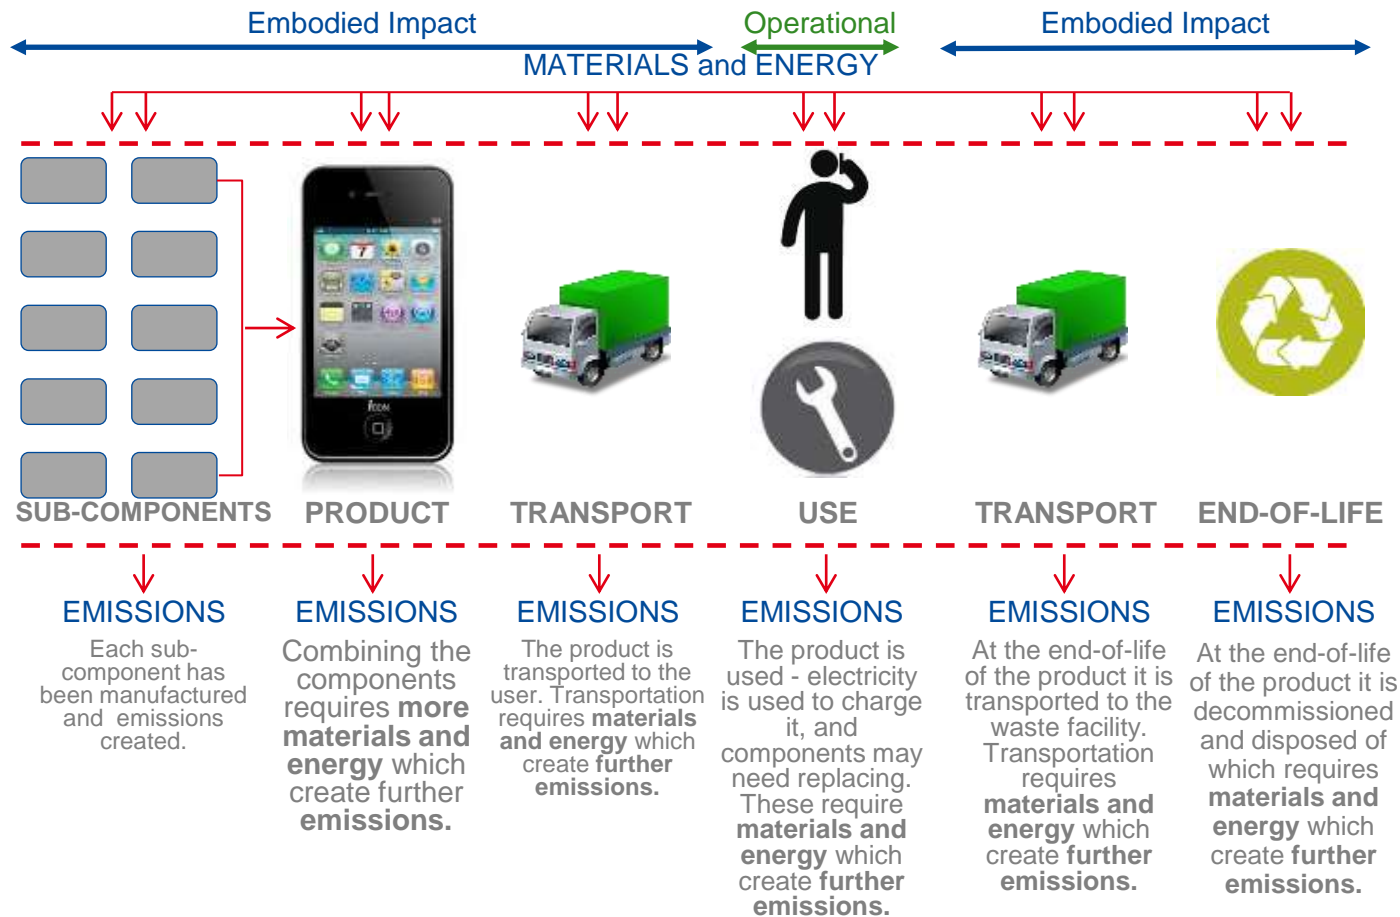 Embodied Impact
Operational
Embodied Impact
MATERIALS and ENERGY
7
SUB-COMPONENTS
PRODUCT
TRANSPORT
USE
TRANSPORT
END-OF-LIFE
EMISSIONS
Each sub-
component has
been manufactured
and emissions
created.
EMISSIONS
Combining the
components
requires more
materials and
energy which
create further
emissions.
EMISSIONS
The product is
transported to the
user. Transportation
requires materials
and energy which
create further
emissions.
EMISSIONS
The product is
used - electricity
is used to charge
it, and
components may
need replacing.
These require
materials and
energy which
create further
emissions.
EMISSIONS
At the end-of-life
of the product it is
transported to the
waste facility.
Transportation
requires
materials and
energy which
create further
emissions.
EMISSIONS
At the end-of-life
of the product it is
decommissioned
and disposed of
which requires
materials and
energy which
create further
emissions.